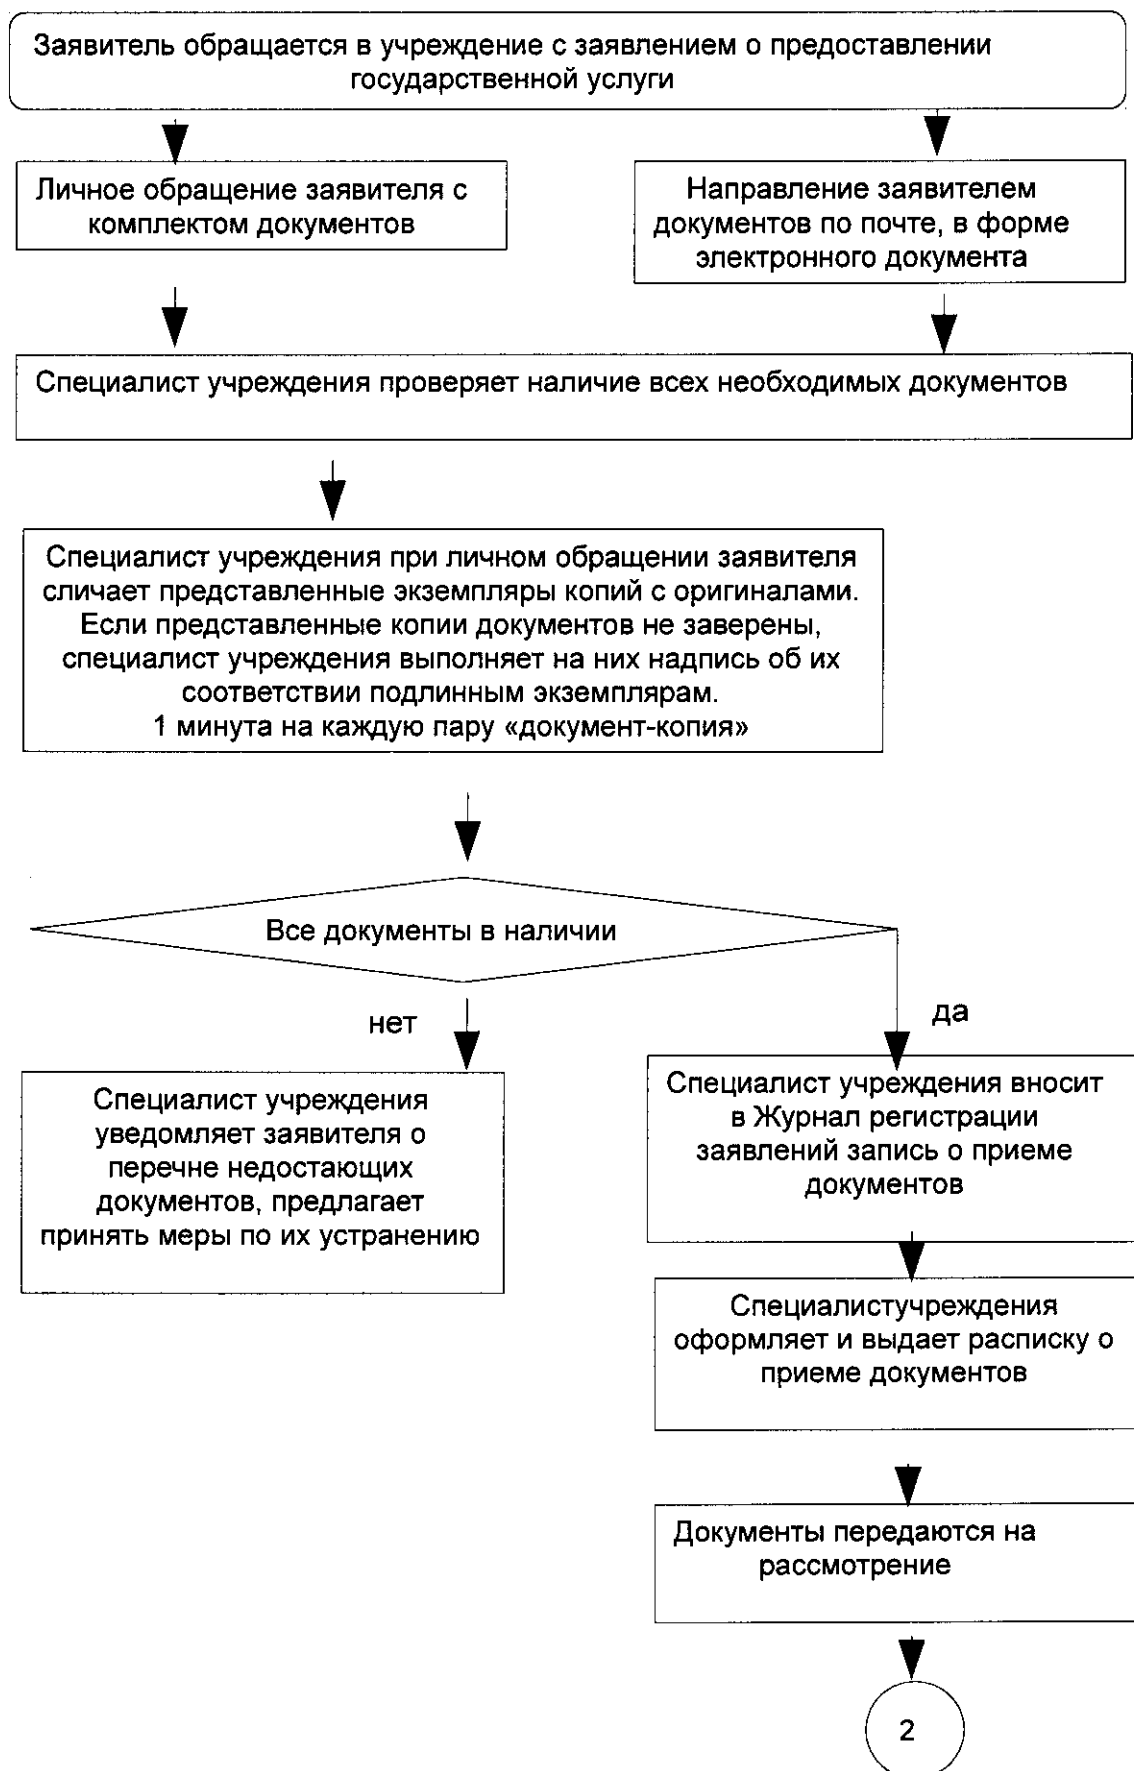 Заявитель обращается в учреждение с заявлением о предоставлении
государственной услуги
Личное обращение заявителя с
комплектом документов
Направление заявителем
документов по почте, в форме
электронного документа
Специалист учреждения проверяет наличие всех необходимых документов
Специалист учреждения при личном обращении заявителя
сличает представленные экземпляры копий с оригиналами.
Если представленные копии документов не заверены,
специалист учреждения выполняет на них надпись об их
соответствии подлинным экземплярам.
1 минута на каждую пару «документ-копия»
Все документы в наличии
нет
да
Специалист учреждения
уведомляет заявителя о
перечне недостающих
документов, предлагает
принять меры по их устранению
Специалист учреждения вносит
в Журнал регистрации
заявлений запись о приеме
документов
Специалистучреждения
оформляет и выдает расписку о
приеме документов
Документы передаются на
рассмотрение
2